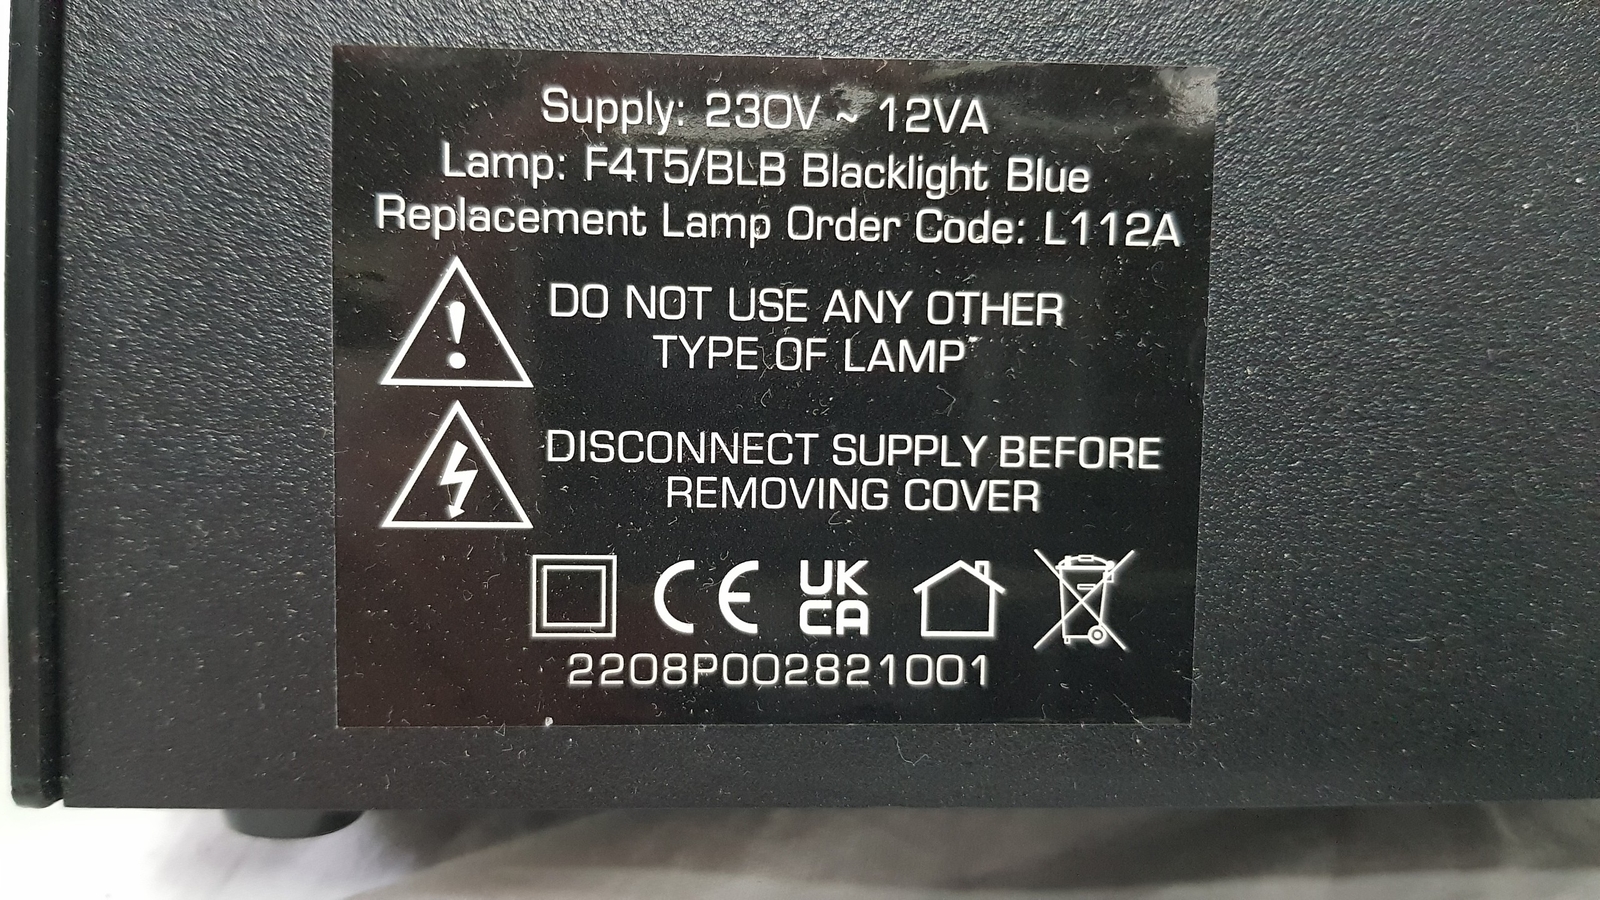 Supply: 230V ~ 12VA
Lamp: F4T5/BLB Blacklight Blue
Replacement Lamp Order Code: L112A
DO NOT USE ANY OTHER
TYPE OF LAMP
DISCONNECT SUPPLY BEFORE
REMOVING COVER
CE UK
CA
2208P002821001